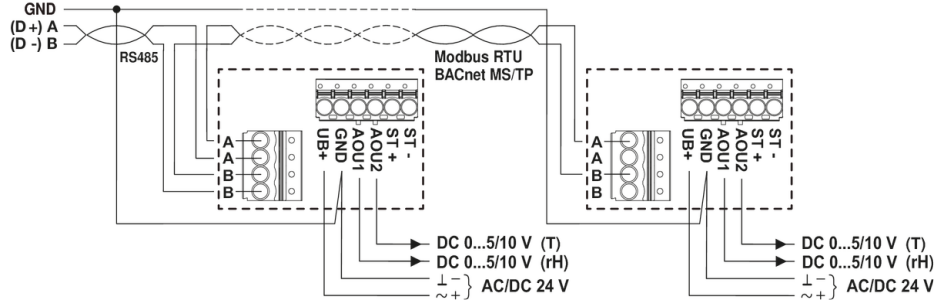 GND
(D +) A
(D -) B
RS485
Modbus RTU
BACnet MS/TP
A
A
B
B
UB+
GND
AOU1
AOU2
ST +
ST -
A
A
B
B
UB+
GND
AOU1
AOU2
ST +
ST -
DC 0...5/10 V (T)
DC 0...5/10 V (rH)
⊥ −
~ + } AC/DC 24 V
DC 0...5/10 V (T)
DC 0...5/10 V (rH)
⊥ −
~ + } AC/DC 24 V